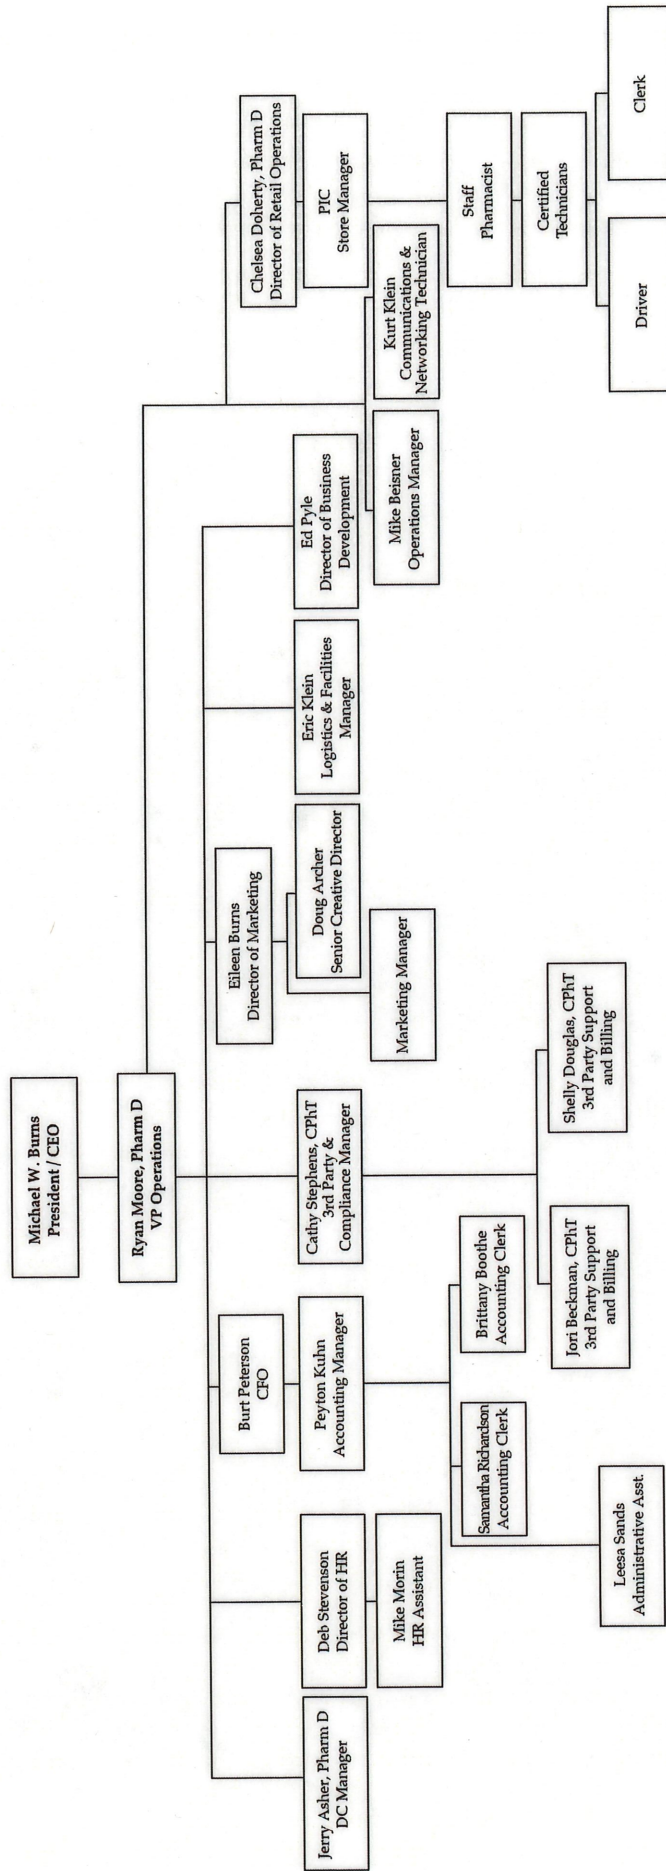 Michael W. Burns
President / CEO
Ryan Moore, Pharm D
VP Operations
Jerry Asher, Pharm D
DC Manager
Deb Stevenson
Director of HR
Mike Morin
HR Assistant
Burt Peterson
CFO
Peyton Kuhn
Accounting Manager
Samantha Richardson
Accounting Clerk
Brittany Boothe
Accounting Clerk
Leesa Sands
Administrative Asst.
Cathy Stephens, CPhT
3rd Party &
Compliance Manager
Jori Beckman, CPhT
3rd Party Support
and Billing
Shelly Douglas, CPhT
3rd Party Support
and Billing
Eileen Burns
Director of Marketing
Doug Archer
Senior Creative Director
Marketing Manager
Eric Klein
Logistics & Facilities
Manager
Ed Pyle
Director of Business
Development
Mike Beisner
Operations Manager
Kurt Klein
Communications &
Networking Technician
Chelsea Doherty, Pharm D
Director of Retail Operations
PIC
Store Manager
Staff
Pharmacist
Certified
Technicians
Driver
Clerk